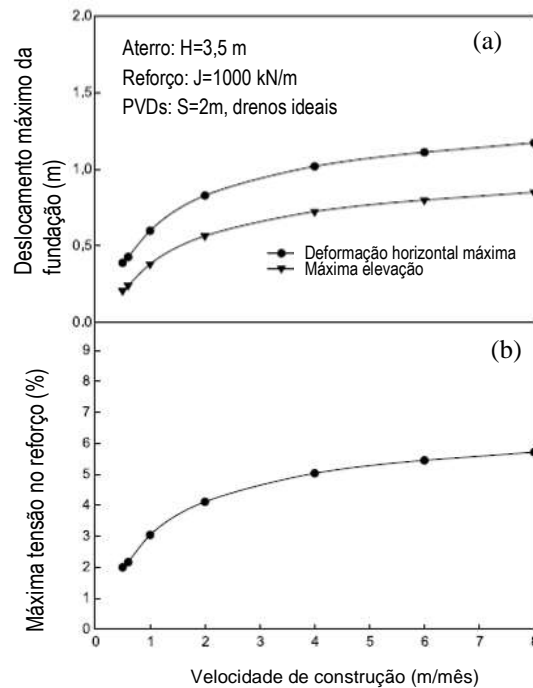 2.0
1.5
1.0
0.5
0.0
Deslocamento máximo da
fundação (m)
Aterro: H=3,5 m
Reforço: J=1000 kN/m
PVDs: S=2m, drenos ideais
(a)
Deformação horizontal máxima
Máxima elevação
(b)
9
8
7
6
5
4
3
2
1
0
Máxima tensão no reforço (%)
0 1 2 3 4 5 6 7 8
Velocidade de construção (m/mês)